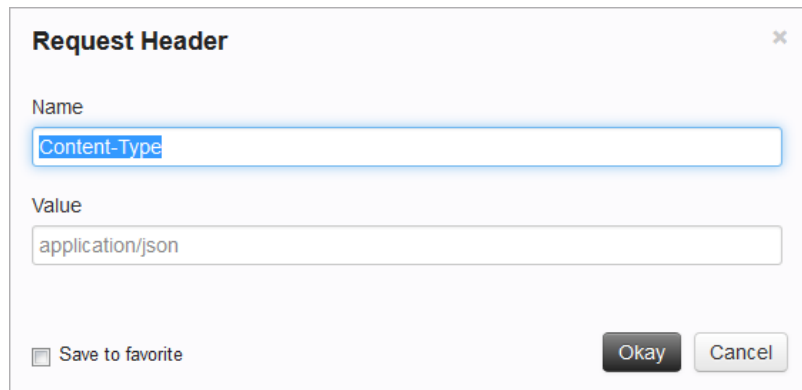 Request Header
×
Name
Content-Type
Value
application/json
Save to favorite
Okay
Cancel